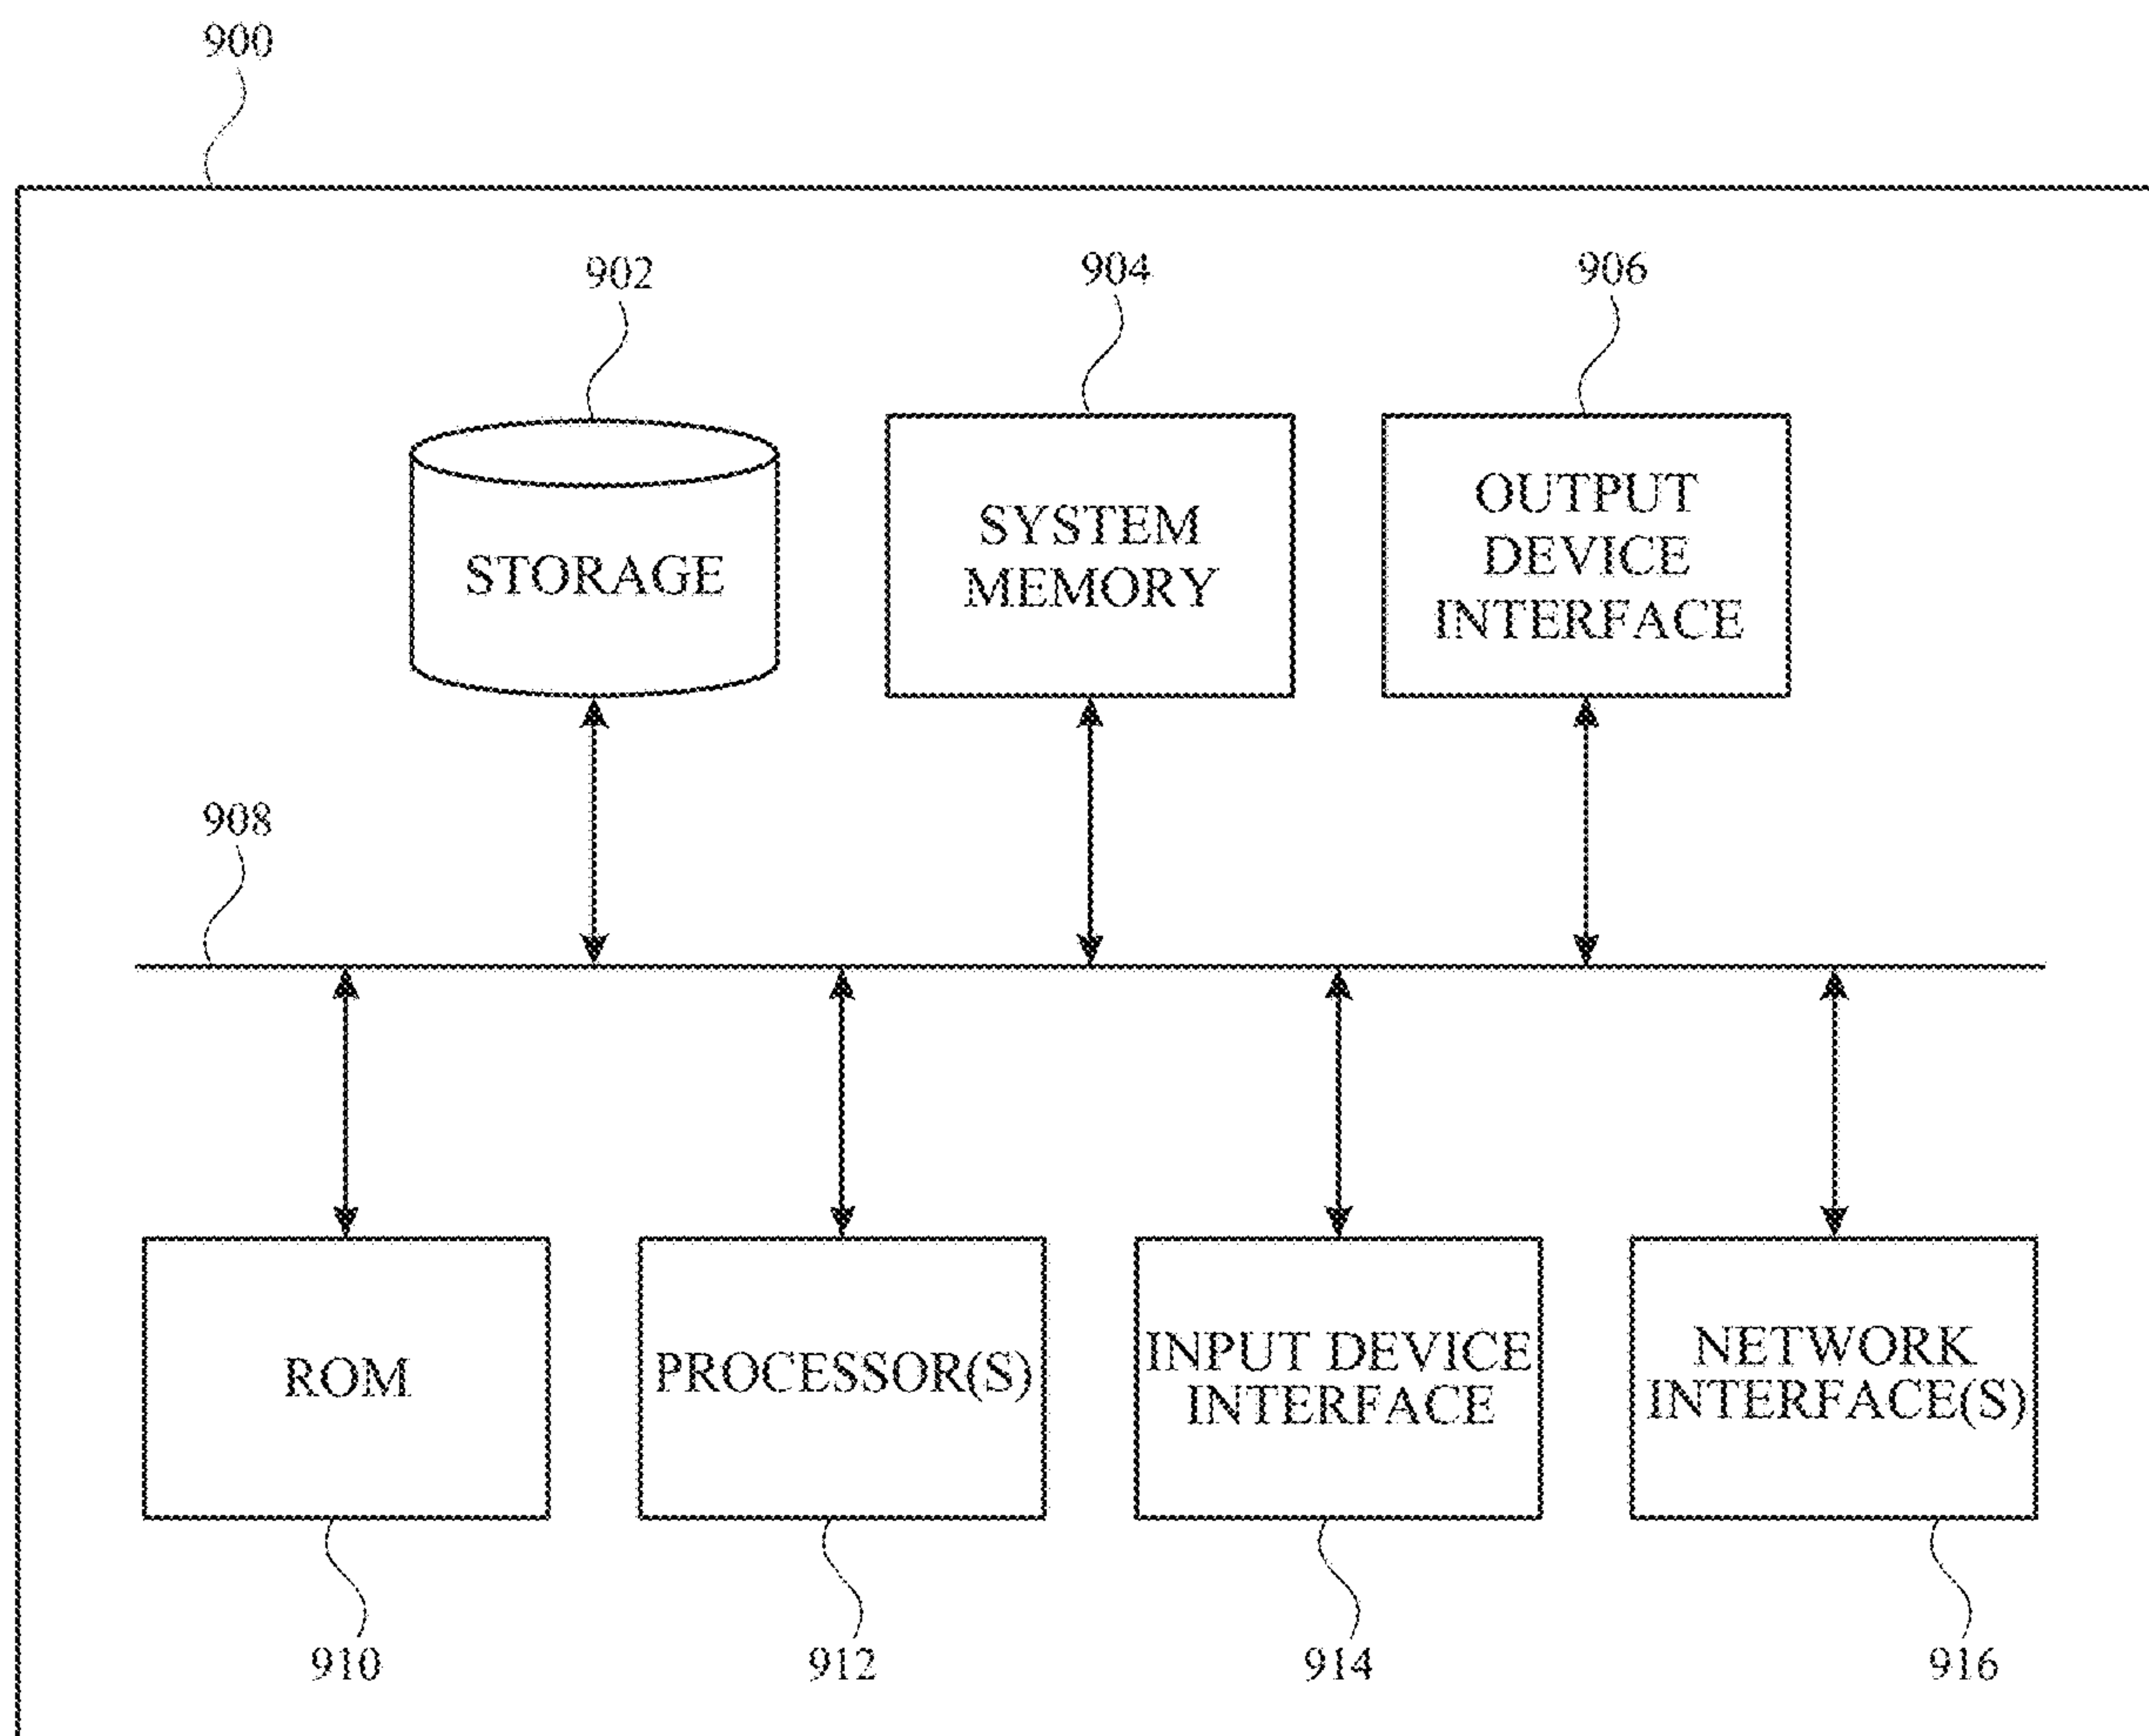 900
902
904
906
STORAGE
SYSTEM
MEMORY
OUTPUT
DEVICE
INTERFACE
908
ROM
PROCESSOR(S)
INPUT DEVICE
INTERFACE
NETWORK
INTERFACE(S)
910
912
914
916